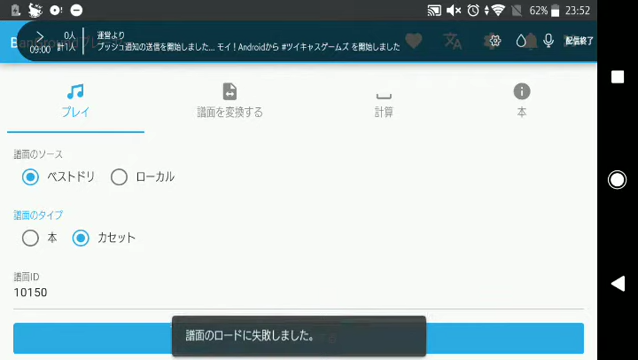 62% 23:52
0人
運営より
09:00 計1人
プッシュ通知の送信を開始しました... モイ！Androidから #ツイキャスゲームズ を開始しました
配信終了
プレイ 譜面を変換する 計算 本
譜面のソース
ベストドリ ローカル
譜面のタイプ
本 カセット
譜面ID
10150
譜面のロードに失敗しました。